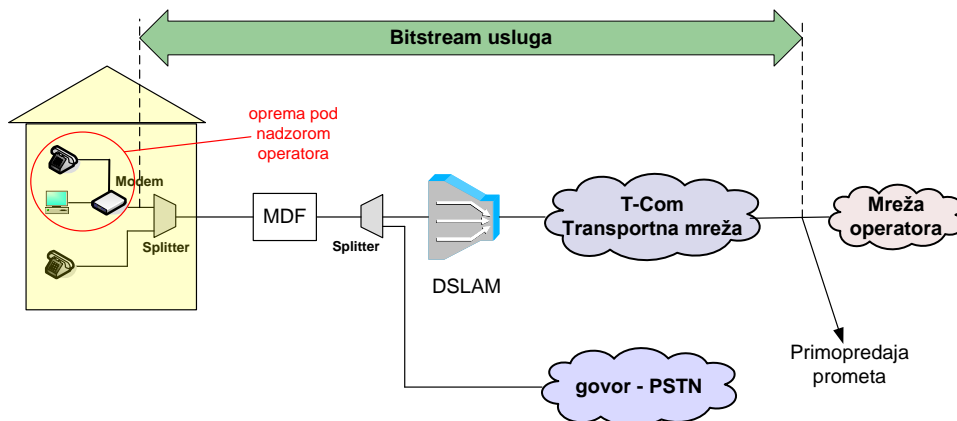 Bitstream usluga
oprema pod
nadzorom
operatora
Modem
Splitter
MDF
Splitter
DSLAM
T-Com
Transportna mreža
Mreža
operatora
Primopredaja
prometa
govor - PSTN